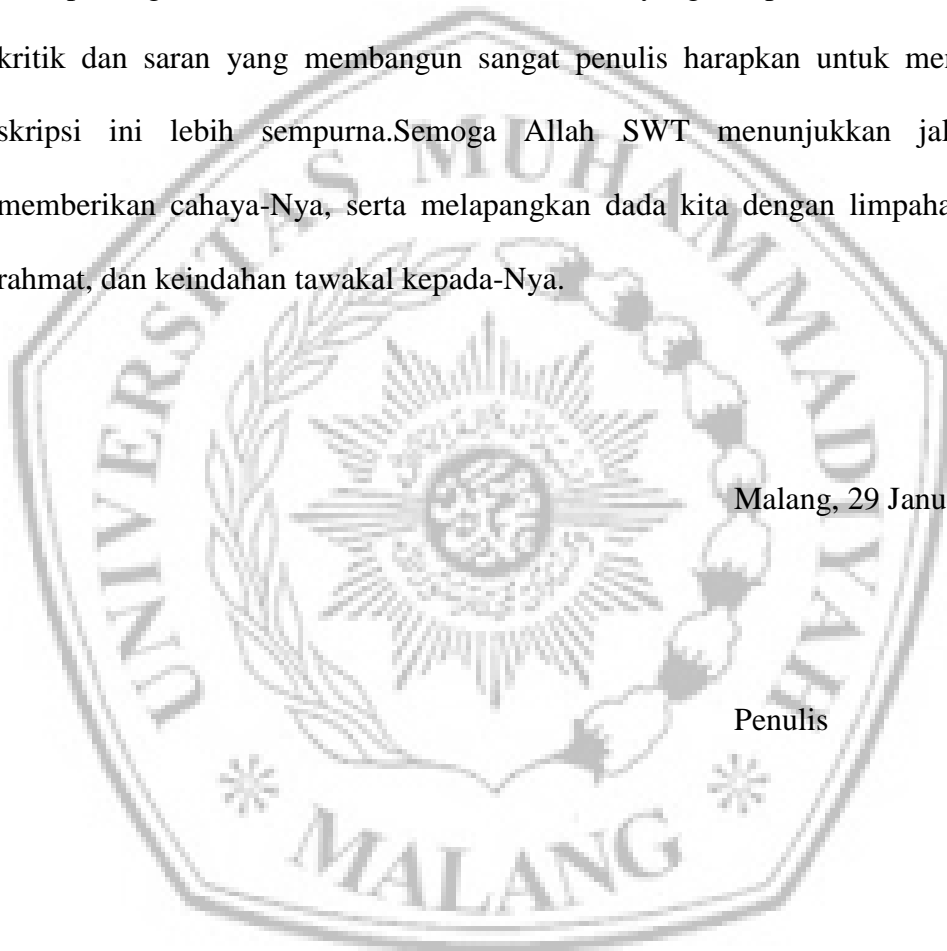 kritik dan saran yang membangun sangat penulis harapkan untuk
skripsi ini lebih sempurna.Semoga Allah SWT menunjukkan
memberikan cahaya-Nya, serta melapangkan dada kita dengan
rahmat, dan keindahan tawakal kepada-Nya.
Malang, 29
Penulis
UNIVERSITAS MUHAMMADIYAH
* MALANG *